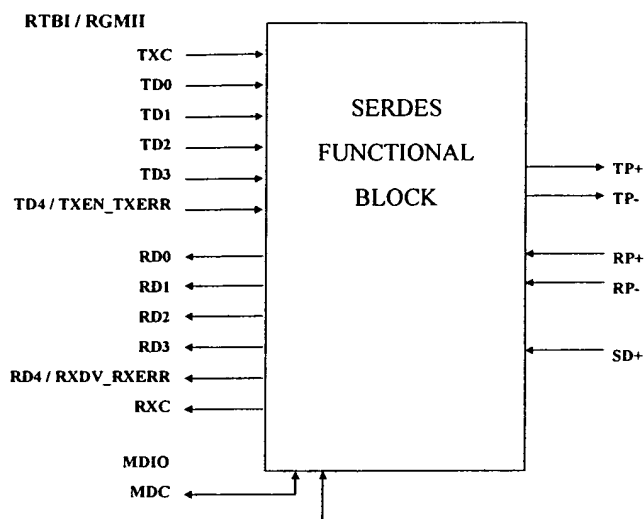 RTBI / RGMII
TXC
TD0
TD1
TD2
TD3
TD4 / TXEN_TXERR
RD0
RD1
RD2
RD3
RD4 / RXDV_RXERR
RXC
MDIO
MDC
SERDES
FUNCTIONAL
BLOCK
TP+
TP-
RP+
RP-
SD+